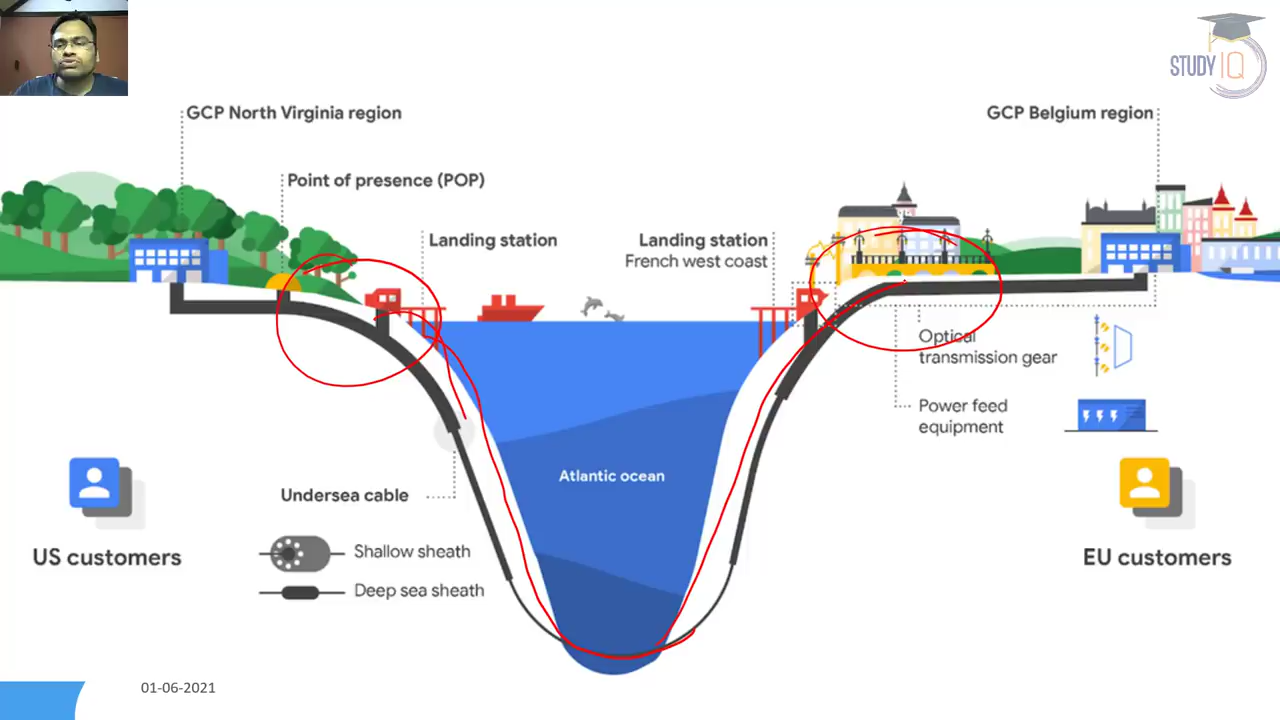 STUDY IQ
GCP North Virginia region
GCP Belgium region
Point of presence (POP)
Landing station
Landing station
French west coast
Optical
transmission gear
Power feed
equipment
Atlantic ocean
Undersea cable
Shallow sheath
Deep sea sheath
US customers
EU customers
01-06-2021